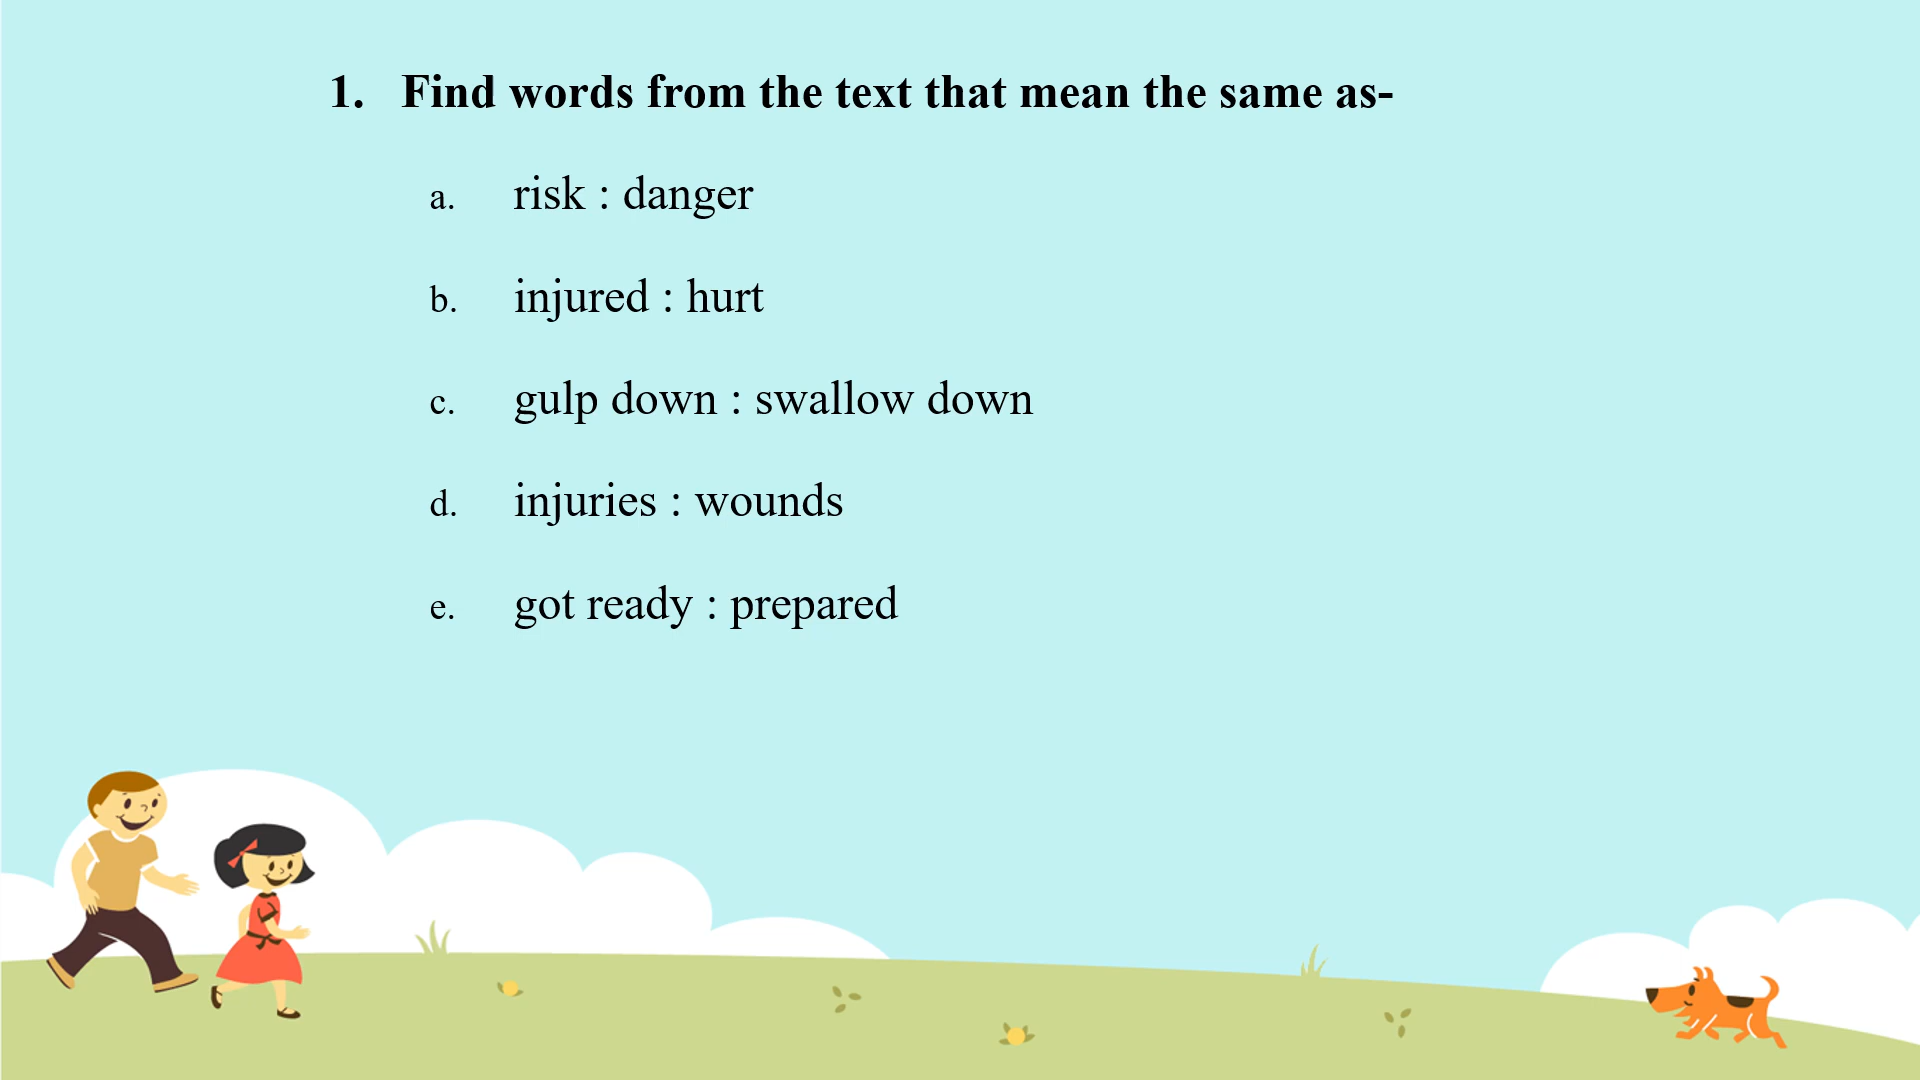 1. Find words from the text that mean the same as-
a. risk : danger
b. injured : hurt
c. gulp down : swallow down
d. injuries : wounds
e. got ready : prepared